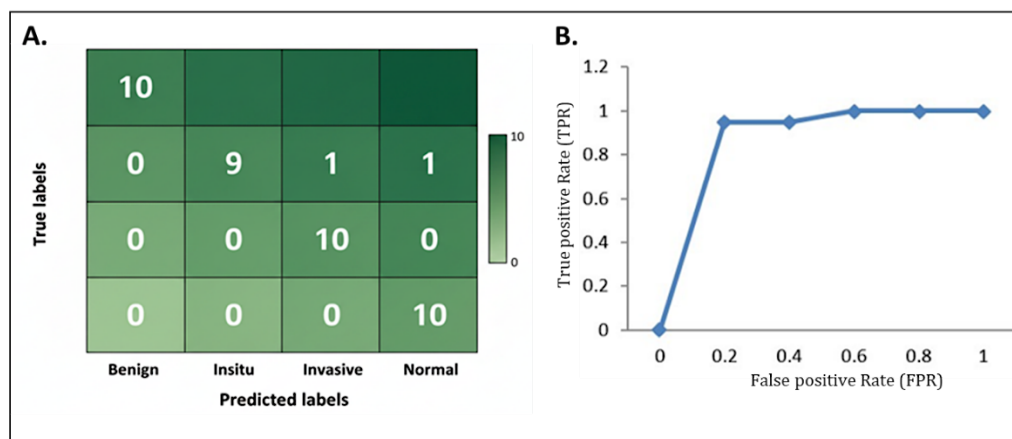 A.
10
0 9 1 1
0 0 10 0
0 0 0 10
Benign Insitu Invasive Normal
Predicted labels
True labels
10
0
B.
1.2
1
0.8
0.6
0.4
0.2
0
0 0.2 0.4 0.6 0.8 1
False positive Rate (FPR)
True positive Rate (TPR)